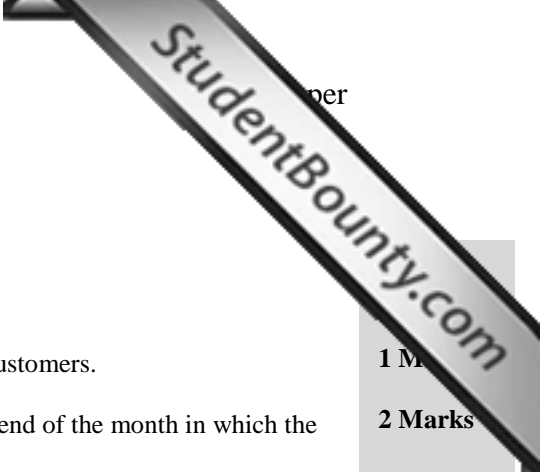 StudentBounty.com
per
ustomers.
1 M
end of the month in which the
2 Marks